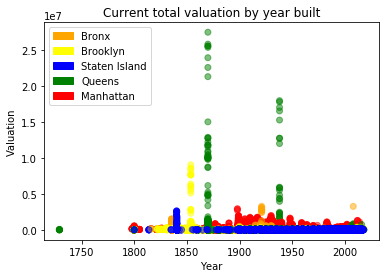 Current total valuation by year built
1e7
Bronx
Brooklyn
Staten Island
Queens
Manhattan
2.5
2.0
1.5
1.0
0.5
0.0
Valuation
1750 1800 1850 1900 1950 2000
Year